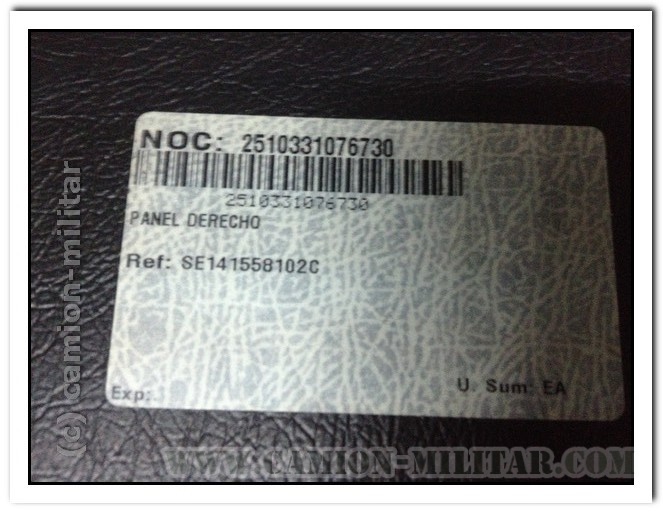 NOC: 2510331076730
2510331076730
PANEL DERECHO
Ref: SE141558102C
Exp:
U. Sum: EA
(c) camion-militar
WWW.CAMION-MILITAR.COM